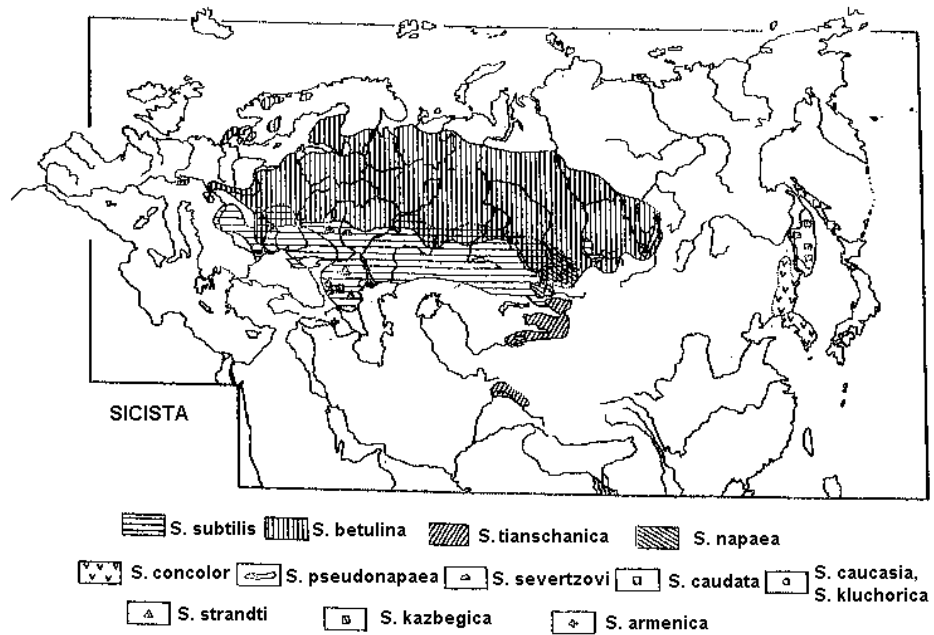 SICISTA
S. subtilis S. betulina S. tianschanica S. napaea
S. concolor S. pseudonapaea S. severtzovi S. caudata S. caucasia,
S. kluchorica
S. strandti S. kazbegica S. armenica